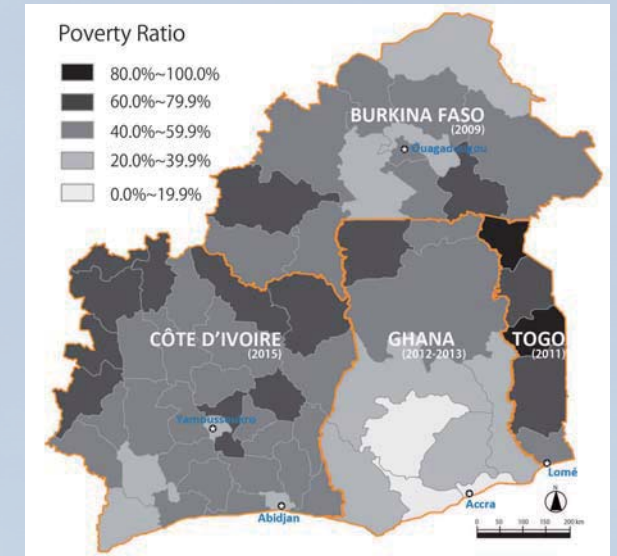 Poverty Ratio
80.0%~100.0%
60.0%~79.9%
40.0%~59.9%
20.0%~39.9%
0.0%~19.9%
BURKINA FASO
(2009)
Ouagadougou
CÔTE D'IVOIRE
(2015)
GHANA
(2012-2013)
TOGO
(2011)
Yamoussoukro
Lomé
Accra
Abidjan
N
0 50 100 150 200 km